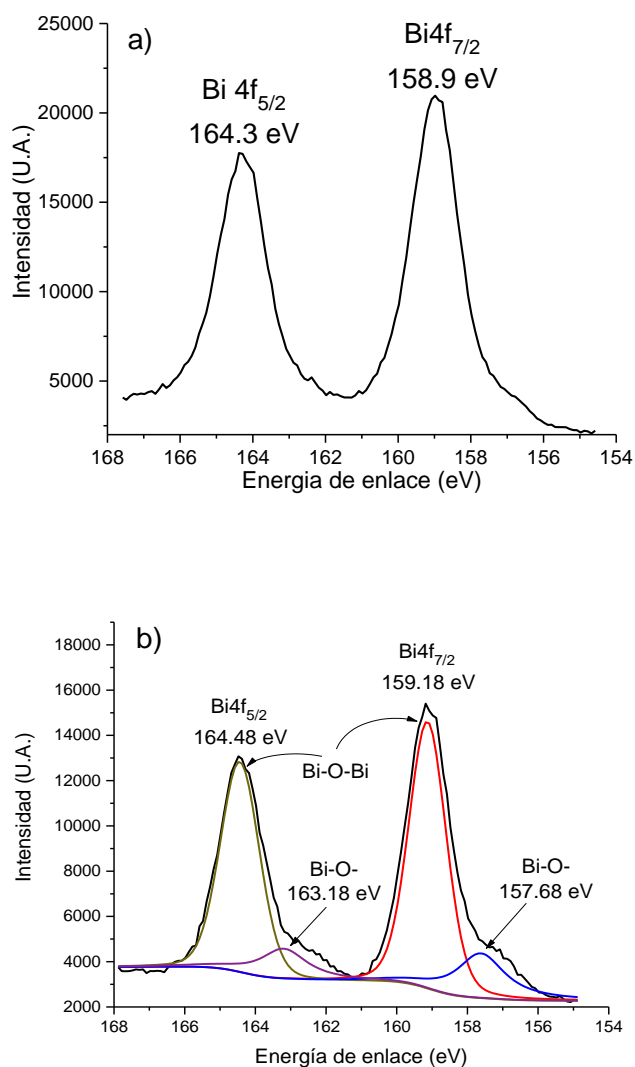 a)
Bi 4f5/2
164.3 eV
Bi4f7/2
158.9 eV
Intensidad (U.A.)
25000
20000
15000
10000
5000
168 166 164 162 160 158 156 154
Energia de enlace (eV)
b)
Bi4f5/2
164.48 eV
Bi4f7/2
159.18 eV
Bi-O-Bi
Bi-O-
163.18 eV
Bi-O-
157.68 eV
Intensidad (U.A.)
18000
16000
14000
12000
10000
8000
6000
4000
2000
168 166 164 162 160 158 156 154
Energía de enlace (eV)